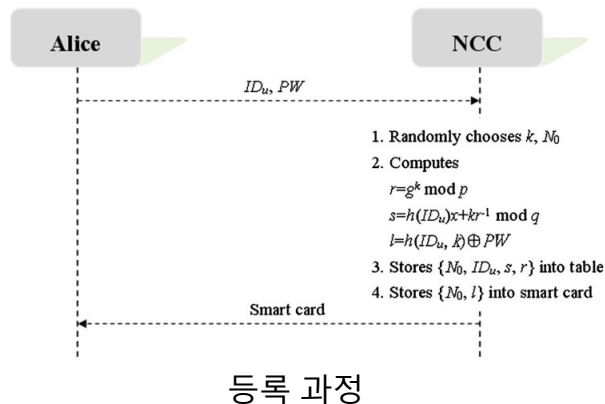 Alice
NCC
IDu, PW
1. Randomly chooses k, N0
2. Computes
r=g^k mod p
s=h(IDu)x+kr^-1 mod q
l=h(IDu, k)⊕PW
3. Stores {N0, IDu, s, r} into table
4. Stores {N0, l} into smart card
Smart card
등록 과정